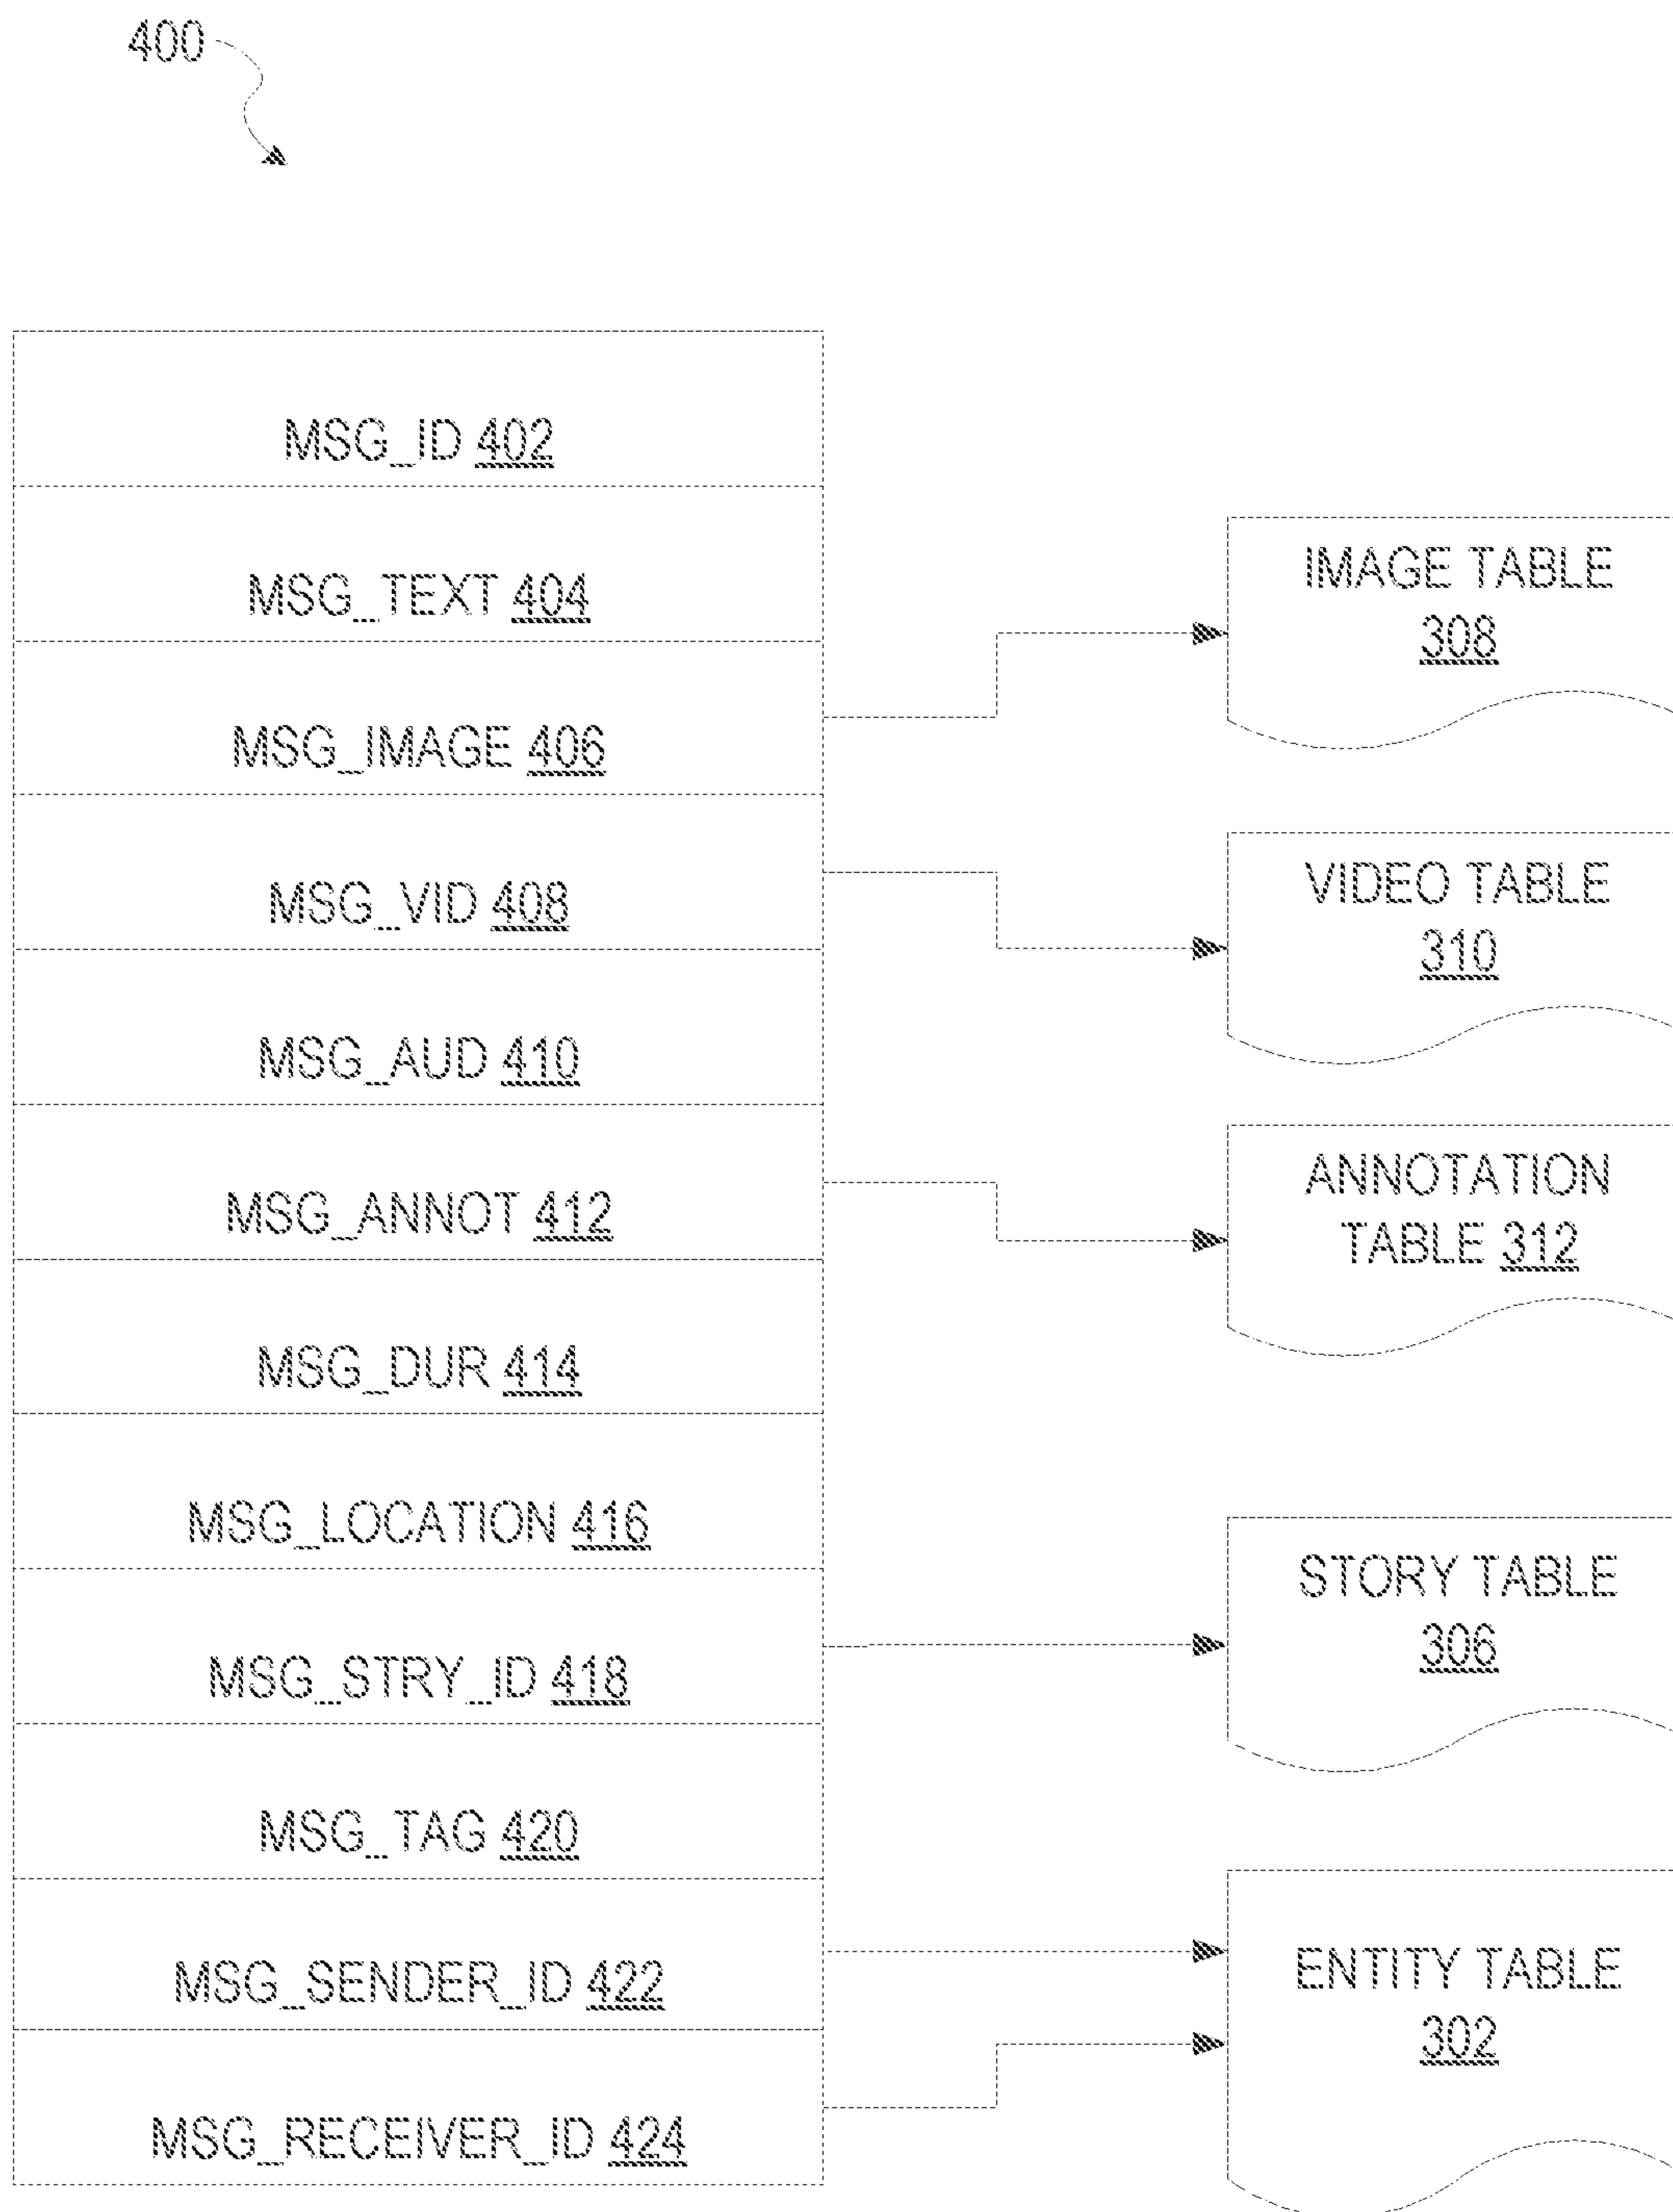 400
MSG_ID 402
MSG_TEXT 404
MSG_IMAGE 406
MSG_VID 408
MSG_AUD 410
MSG_ANNOT 412
MSG_DUR 414
MSG_LOCATION 416
MSG_STRY_ID 418
MSG_TAG 420
MSG_SENDER_ID 422
MSG_RECEIVER_ID 424
IMAGE TABLE
308
VIDEO TABLE
310
ANNOTATION
TABLE 312
STORY TABLE
306
ENTITY TABLE
302